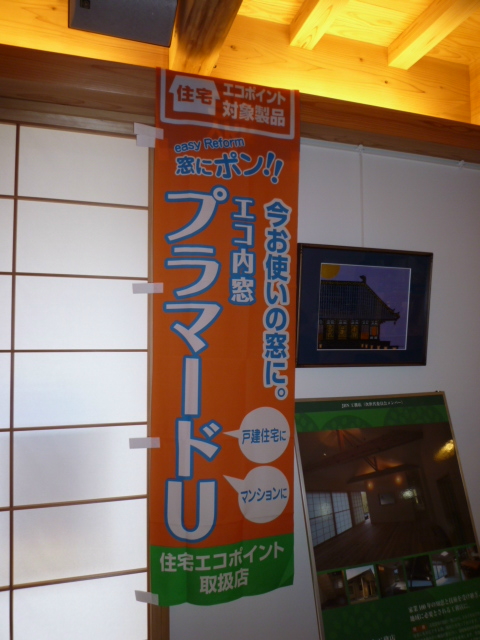 住宅 エコポイント
対象製品
easy Reform
窓にポン!!
今お使いの窓に。
エコ内窓
プラマードU
戸建住宅に
マンションに
住宅エコポイント
取扱店